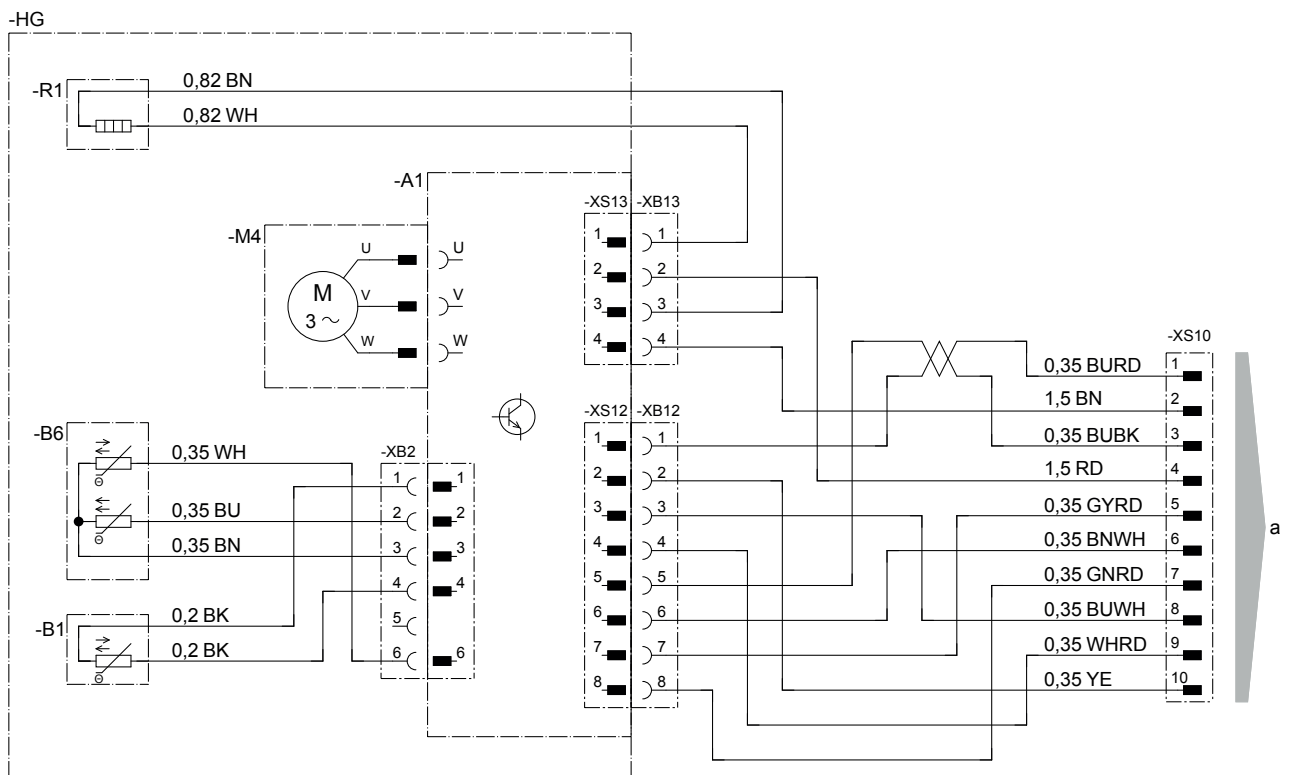 -HG
-R1
0,82 BN
0,82 WH
-A1
-M4
U
V
W
M
3 ~
U
V
W
-XS13 -XB13
1 1
2 2
3 3
4 4
-XS12 -XB12
1 1
2 2
3 3
4 4
5 5
6 6
7 7
8 8
-B6
0,35 WH
0,35 BU
0,35 BN
Θ
Θ
-XB2
1 1
2 2
3 3
4 4
5
6 6
-B1
0,2 BK
0,2 BK
Θ
-XS10
0,35 BURD 1
1,5 BN 2
0,35 BUBK 3
1,5 RD 4
0,35 GYRD 5
0,35 BNWH 6
0,35 GNRD 7
0,35 BUWH 8
0,35 WHRD 9
0,35 YE 10
a